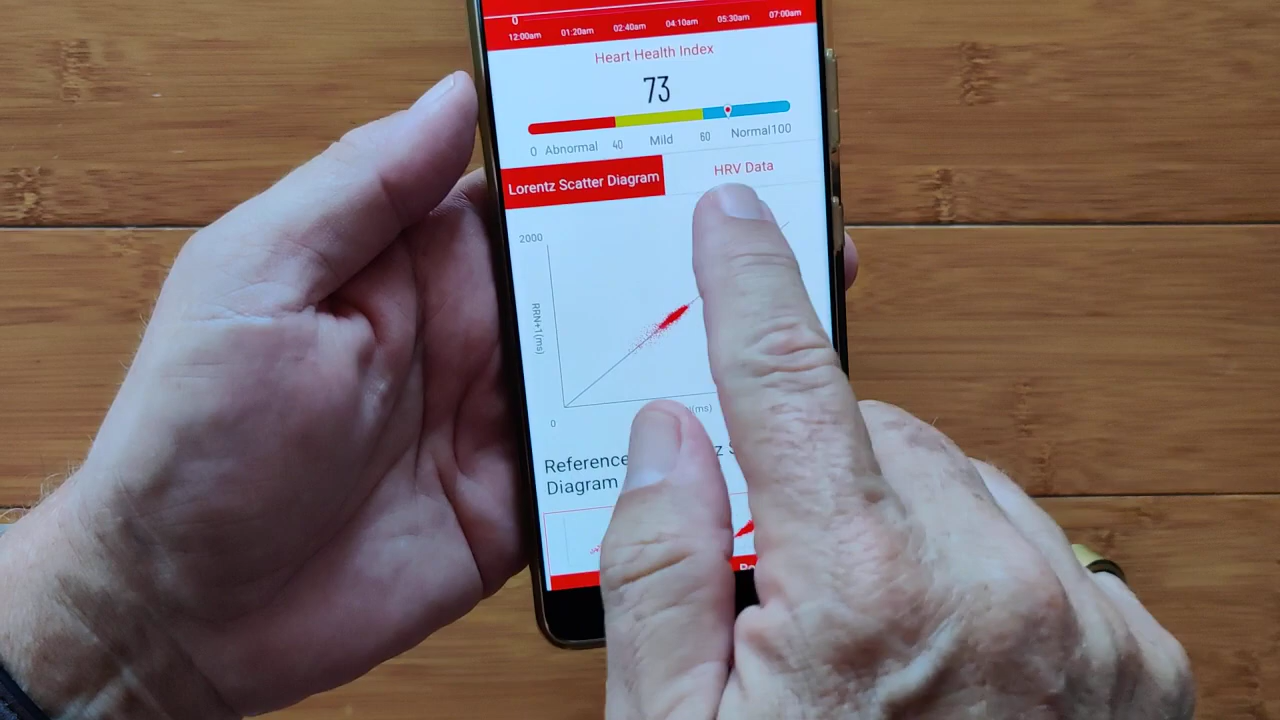 0
12:00am 01:20am 02:40am 04:10am 05:30am 07:00am
Heart Health Index
73
0 Abnormal 40 Mild 60 Normal100
Lorentz Scatter Diagram HRV Data
2000
RRN+1(ms)
0 (ms)
Reference
Diagram